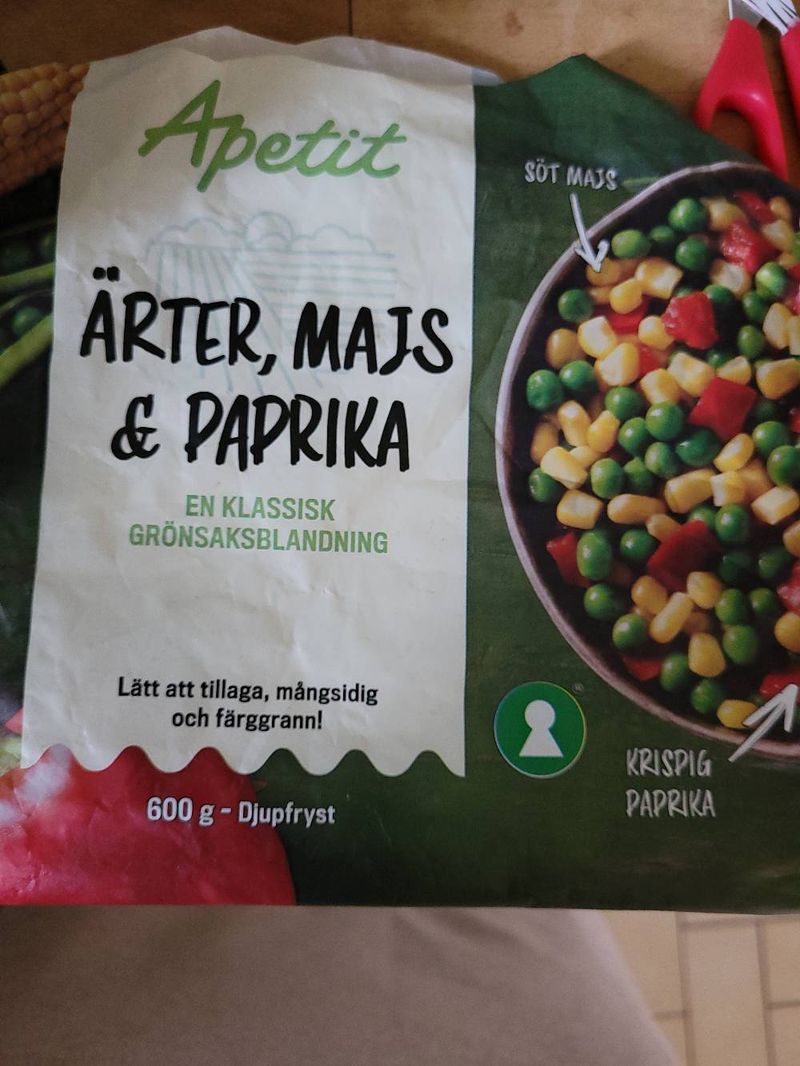 Apetit
SÖT MAJS
ÄRTER, MAJS
& PAPRIKA
EN KLASSISK
GRÖNSAKSBLANDNING
Lätt att tillaga, mångsidig
och färggrann!
600 g - Djupfryst
KRISPIG
PAPRIKA